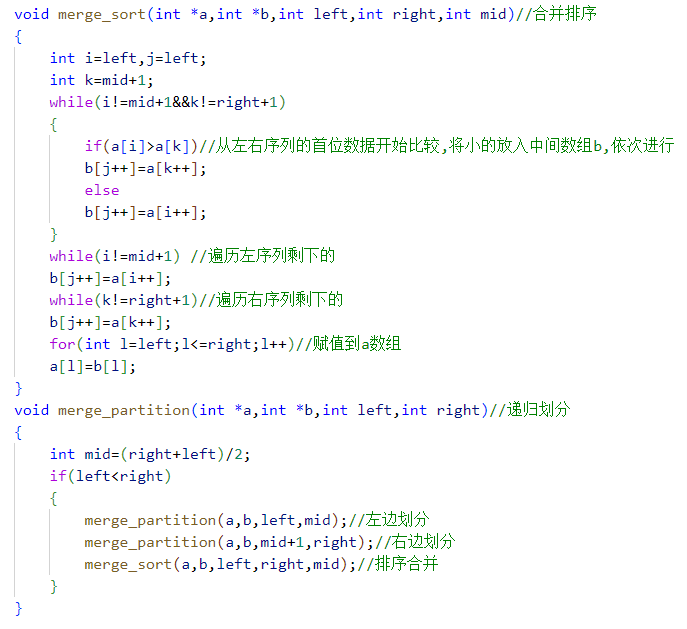 void merge_sort(int *a,int *b,int left,int right,int mid)//合并排序
{
    int i=left,j=left;
    int k=mid+1;
    while(i!=mid+1&&k!=right+1)
    {
        if(a[i]>a[k])//从左右序列的首位数据开始比较,将小的放入中间数组b,依次进行
        b[j++]=a[k++];
        else
        b[j++]=a[i++];
    }
    while(i!=mid+1) //遍历左序列剩下的
    b[j++]=a[i++];
    while(k!=right+1)//遍历右序列剩下的
    b[j++]=a[k++];
    for(int l=left;l<=right;l++)//赋值到a数组
    a[l]=b[l];
}
void merge_partition(int *a,int *b,int left,int right)//递归划分
{
    int mid=(right+left)/2;
    if(left<right)
    {
        merge_partition(a,b,left,mid);//左边划分
        merge_partition(a,b,mid+1,right);//右边划分
        merge_sort(a,b,left,right,mid);//排序合并
    }
}